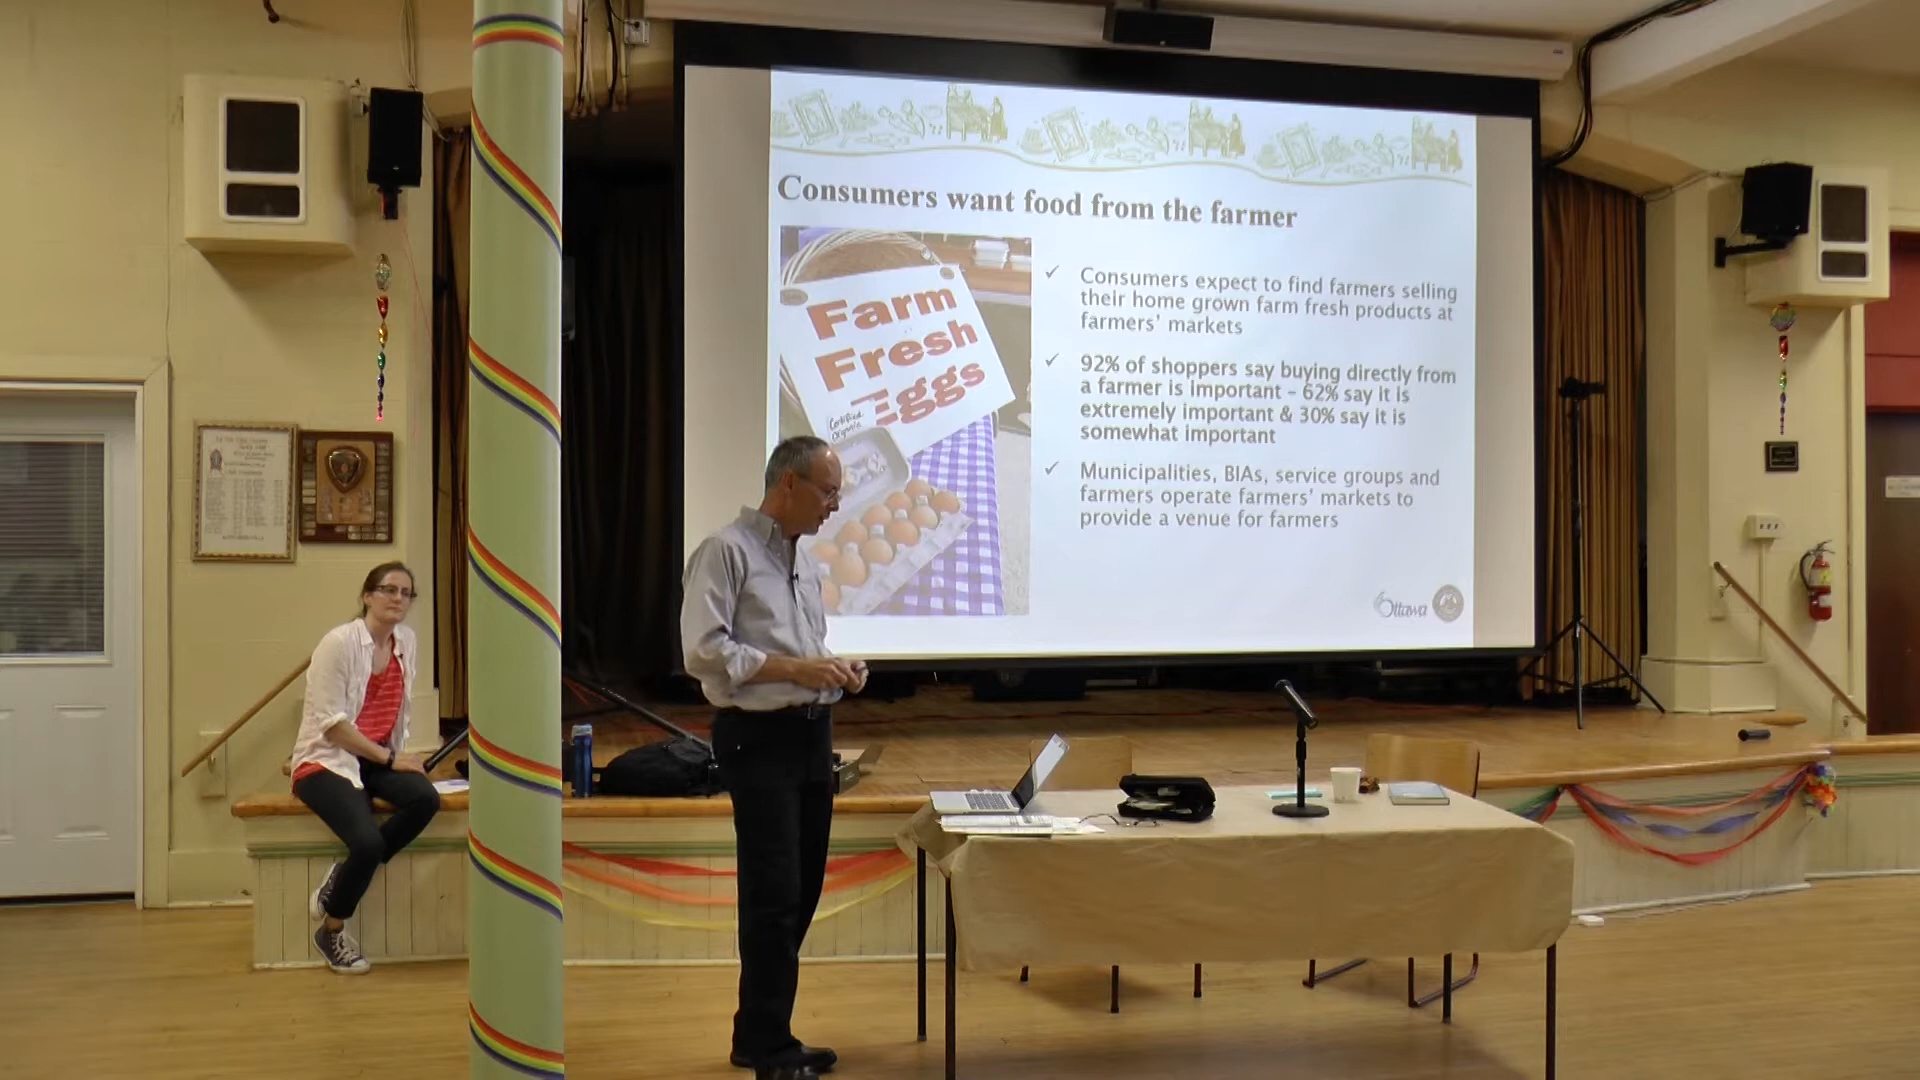 Consumers want food from the farmer
Farm
Fresh
Eggs
Certified
Organic
Consumers expect to find farmers selling
their home grown farm fresh products at
farmers' markets
92% of shoppers say buying directly from
a farmer is important – 62% say it is
extremely important & 30% say it is
somewhat important
Municipalities, BIAs, service groups and
farmers operate farmers' markets to
provide a venue for farmers
Ottawa